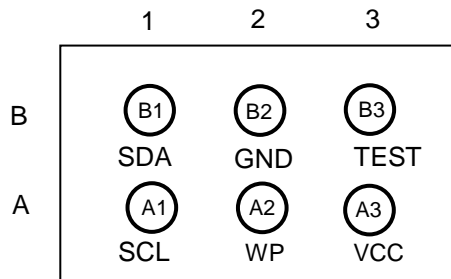 1 2 3
B B1 B2 B3
SDA GND TEST
A A1 A2 A3
SCL WP VCC